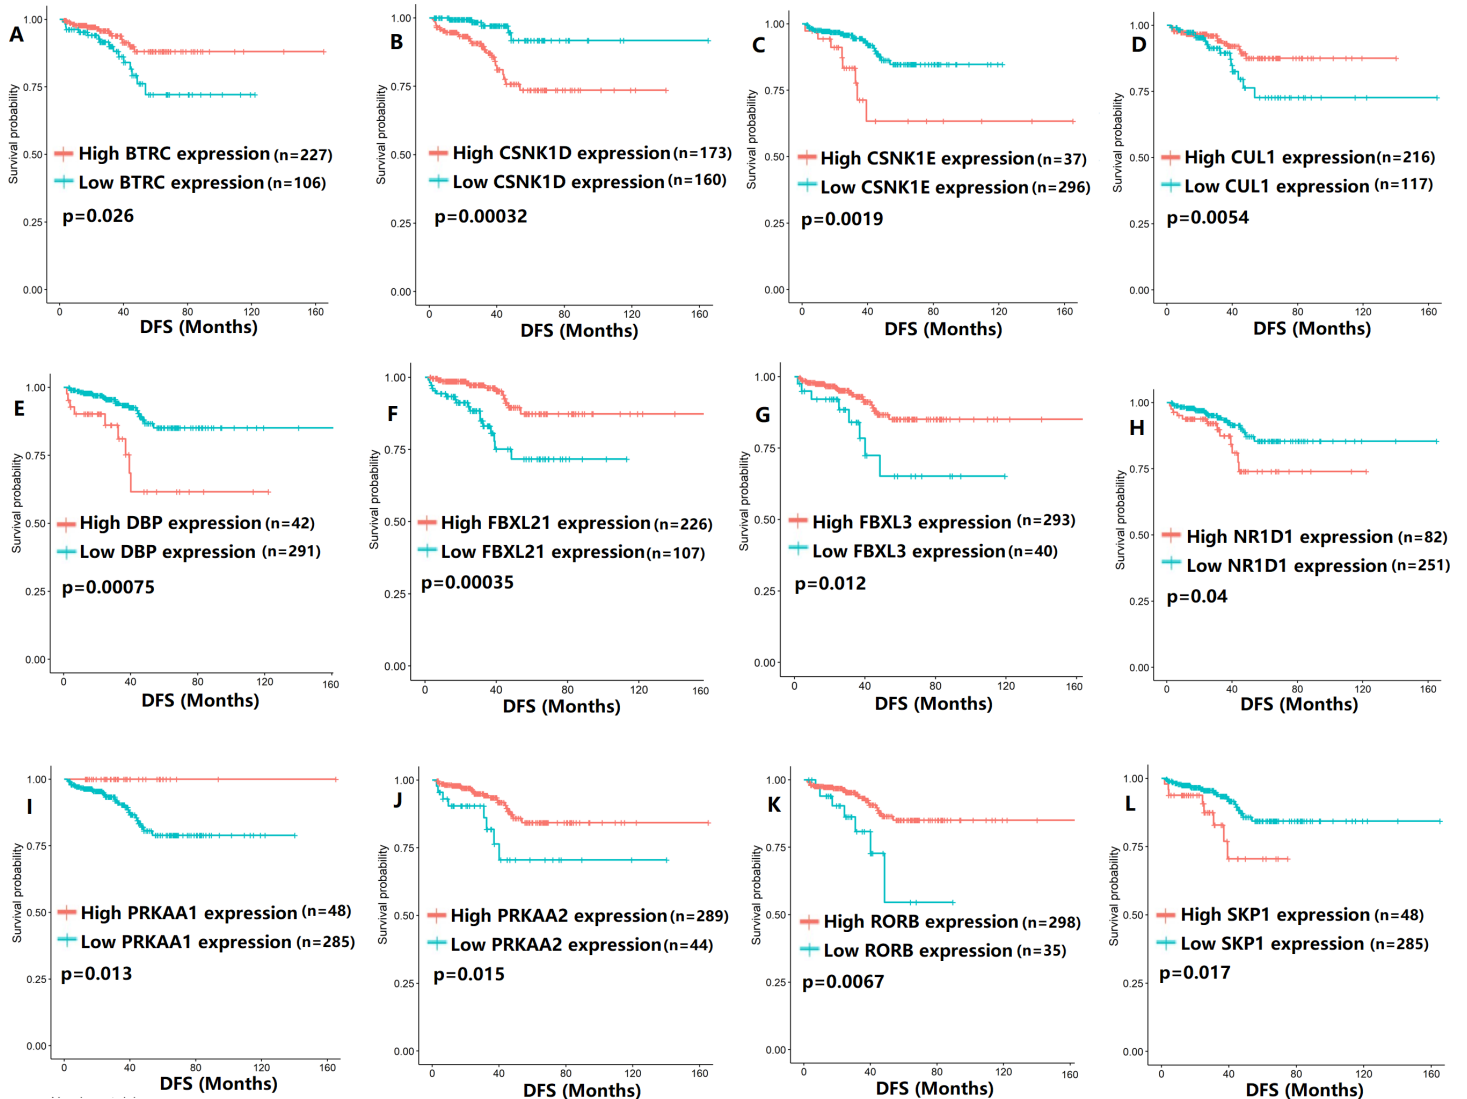 A
Survival probability
1.00
0.75
0.50
0.25
0.00
High BTRC expression (n=227)
Low BTRC expression (n=106)
p=0.026
0 40 80 120 160
DFS (Months)
B
Survival probability
1.00
0.75
0.50
0.25
0.00
High CSNK1D expression (n=173)
Low CSNK1D expression (n=160)
p=0.00032
0 40 80 120 160
DFS (Months)
C
Survival probability
1.00
0.75
0.50
0.25
0.00
High CSNK1E expression (n=37)
Low CSNK1E expression (n=296)
p=0.0019
0 40 80 120 160
DFS (Months)
D
Survival probability
1.00
0.75
0.50
0.25
0.00
High CUL1 expression (n=216)
Low CUL1 expression (n=117)
p=0.0054
0 40 80 120 160
DFS (Months)
E
Survival probability
1.00
0.75
0.50
0.25
0.00
High DBP expression (n=42)
Low DBP expression (n=291)
p=0.00075
0 40 80 120 160
DFS (Months)
F
Survival probability
1.00
0.75
0.50
0.25
0.00
High FBXL21 expression (n=226)
Low FBXL21 expression (n=107)
p=0.00035
0 40 80 120 160
DFS (Months)
G
Survival probability
1.00
0.75
0.50
0.25
0.00
High FBXL3 expression (n=293)
Low FBXL3 expression (n=40)
p=0.012
0 40 80 120 160
DFS (Months)
H
Survival probability
1.00
0.75
0.50
0.25
0.00
High NR1D1 expression (n=82)
Low NR1D1 expression (n=251)
p=0.04
0 40 80 120 160
DFS (Months)
I
Survival probability
1.00
0.75
0.50
0.25
0.00
High PRKAA1 expression (n=48)
Low PRKAA1 expression (n=285)
p=0.013
0 40 80 120 160
DFS (Months)
J
Survival probability
1.00
0.75
0.50
0.25
0.00
High PRKAA2 expression (n=289)
Low PRKAA2 expression (n=44)
p=0.015
0 40 80 120 160
DFS (Months)
K
Survival probability
1.00
0.75
0.50
0.25
0.00
High RORB expression (n=298)
Low RORB expression (n=35)
p=0.0067
0 40 80 120 160
DFS (Months)
L
Survival probability
1.00
0.75
0.50
0.25
0.00
High SKP1 expression (n=48)
Low SKP1 expression (n=285)
p=0.017
0 40 80 120 160
DFS (Months)